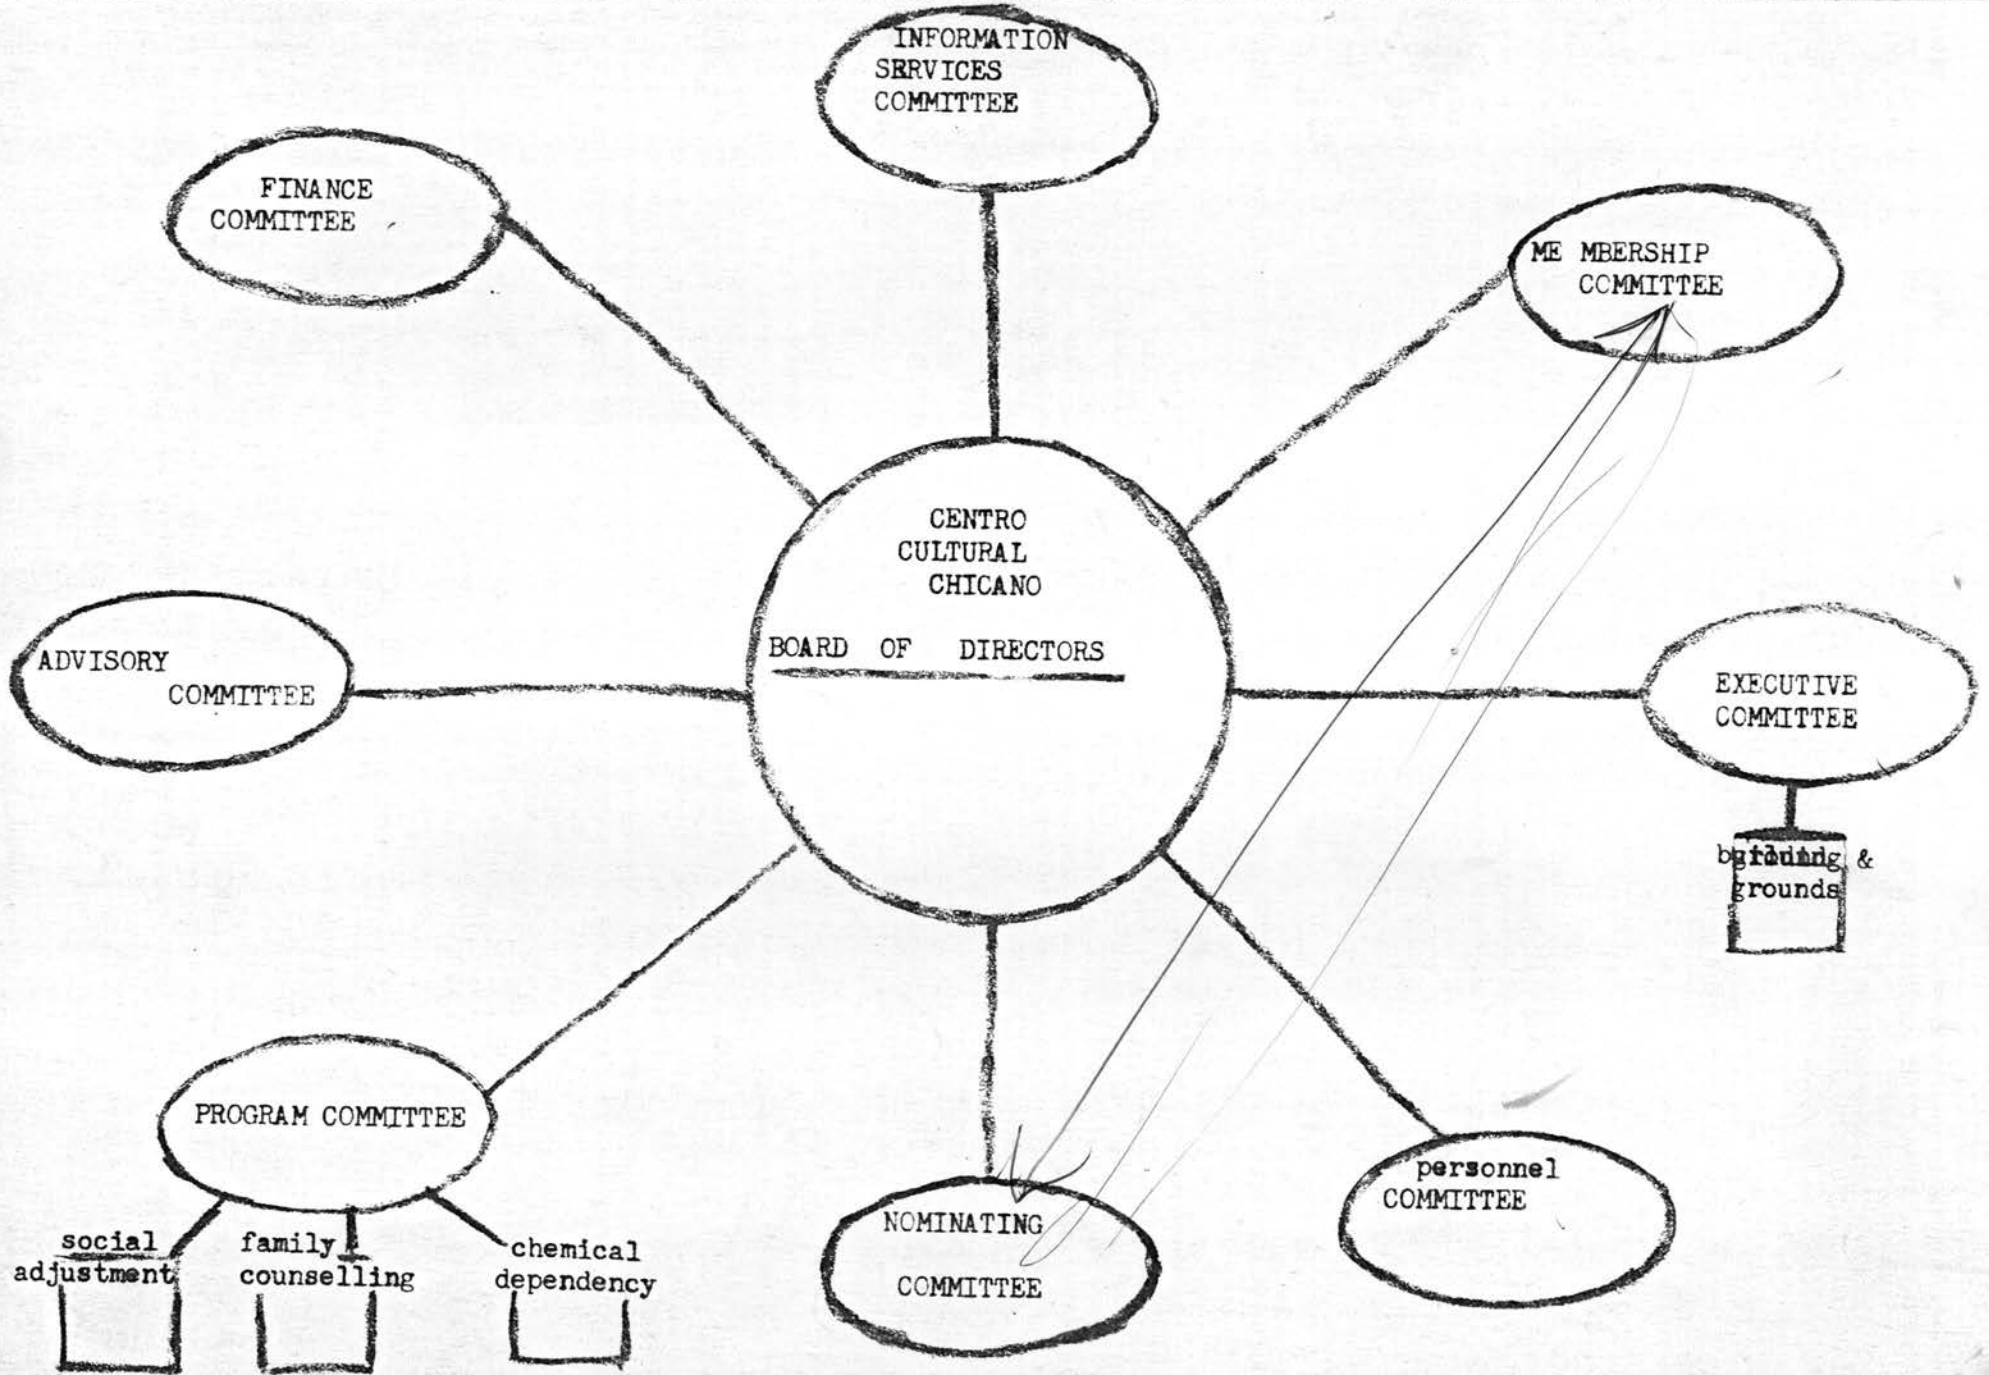 INFORMATION
SERVICES
COMMITTEE
FINANCE
COMMITTEE
ME MBERSHIP
COMMITTEE
CENTRO
CULTURAL
CHICANO
BOARD OF DIRECTORS
ADVISORY
COMMITTEE
EXECUTIVE
COMMITTEE
building &
grounds
PROGRAM COMMITTEE
social
adjustment
family
counselling
chemical
dependency
NOMINATING
COMMITTEE
personnel
COMMITTEE